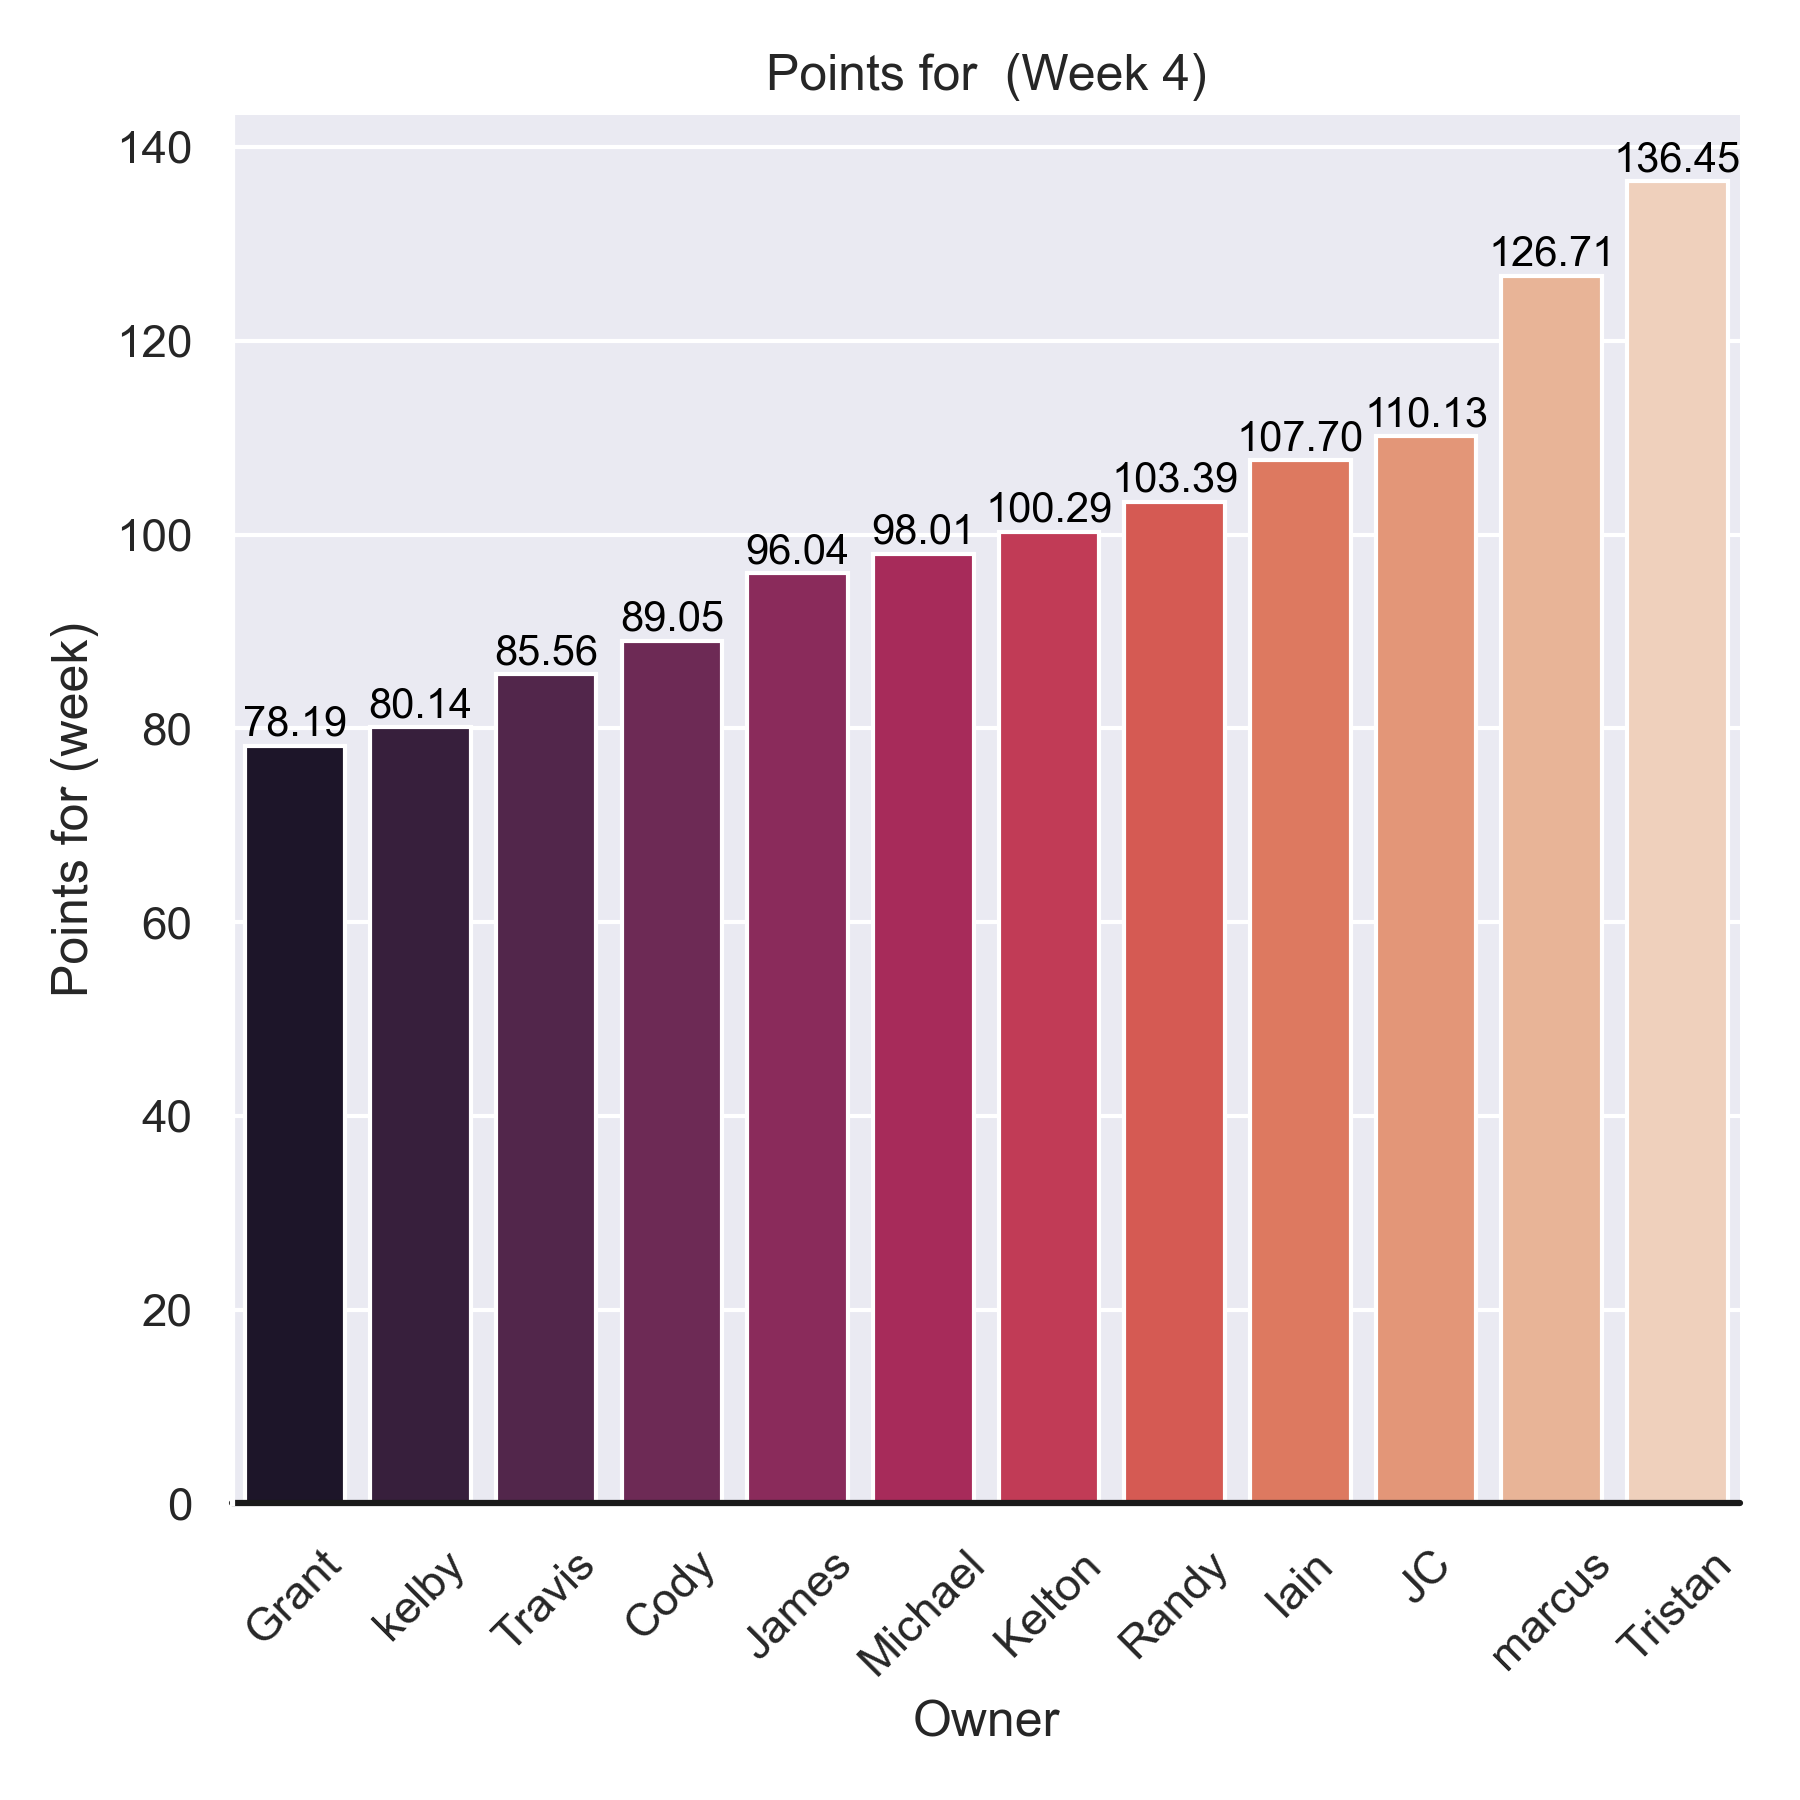 Points for  (Week 4)
140
120
100
80
60
40
20
0
Points for (week)
78.19
80.14
85.56
89.05
96.04
98.01
100.29
103.39
107.70
110.13
126.71
136.45
Grant
kelby
Travis
Cody
James
Michael
Kelton
Randy
Iain
JC
marcus
Tristan
Owner